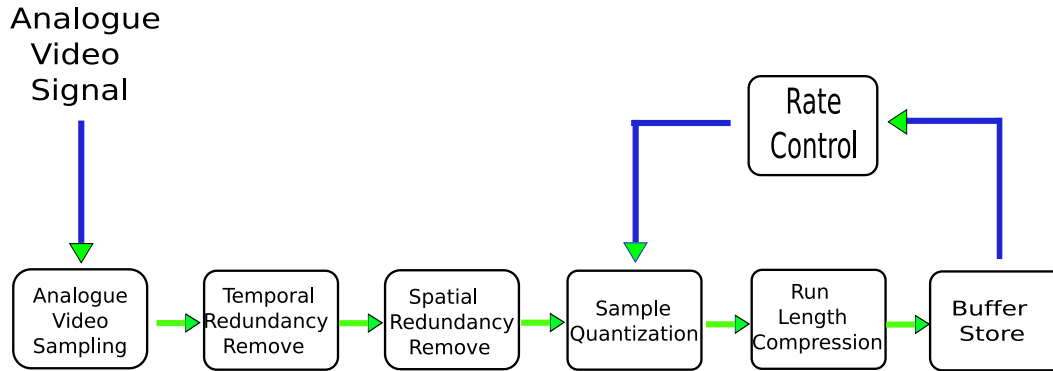 Analogue
Video
Signal
Rate
Control
Analogue
Video
Sampling
Temporal
Redundancy
Remove
Spatial
Redundancy
Remove
Sample
Quantization
Run
Length
Compression
Buffer
Store